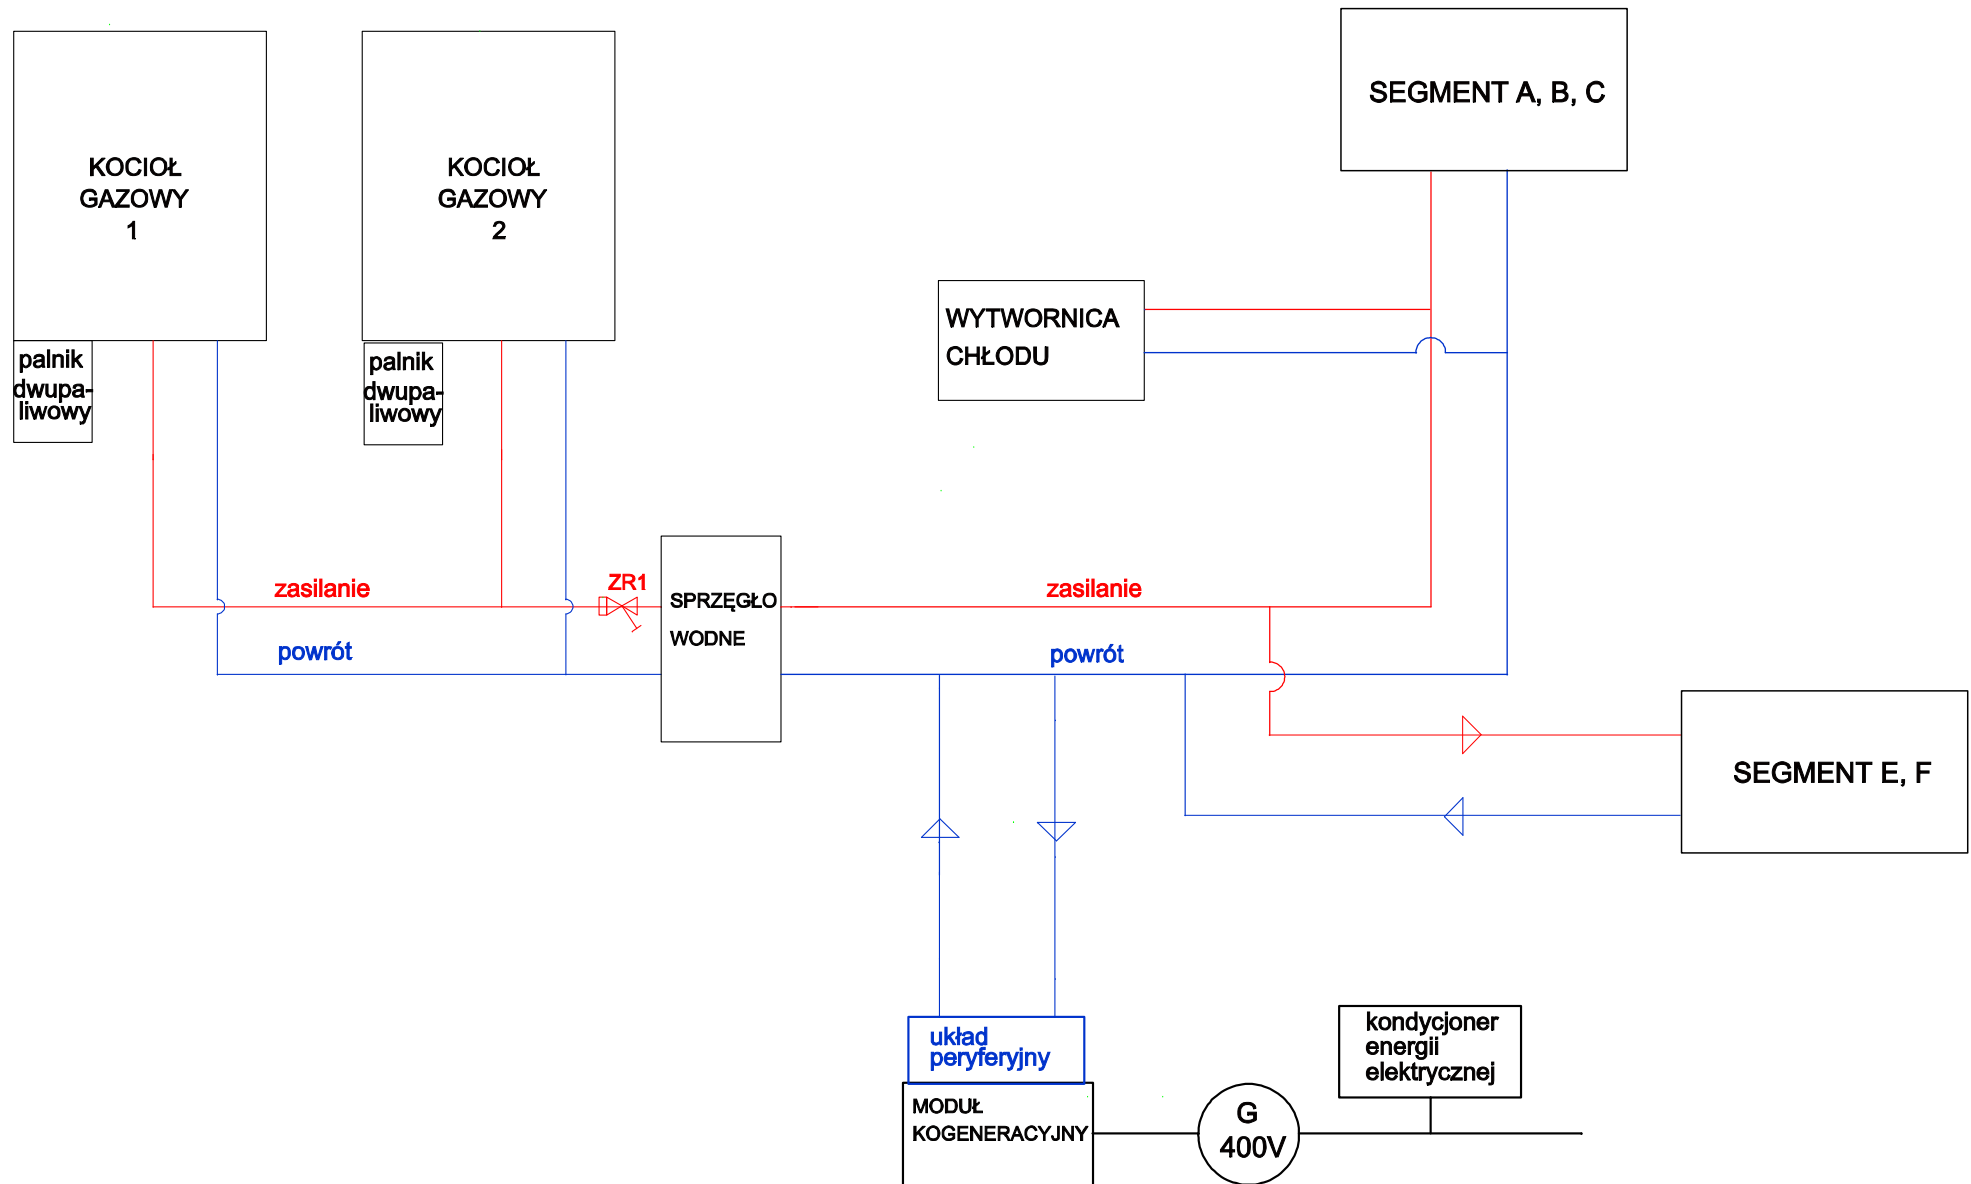 SEGMENT A, B, C
KOCIOŁ
GAZOWY
1
KOCIOŁ
GAZOWY
2
WYTWORNICA
CHŁODU
palnik
dwupa-
liwowy
palnik
dwupa-
liwowy
zasilanie
ZR1
SPRZĘGŁO
WODNE
zasilanie
powrót
powrót
SEGMENT E, F
układ
peryferyjny
kondycjoner
energii
elektrycznej
MODUŁ
KOGENERACYJNY
G
400V